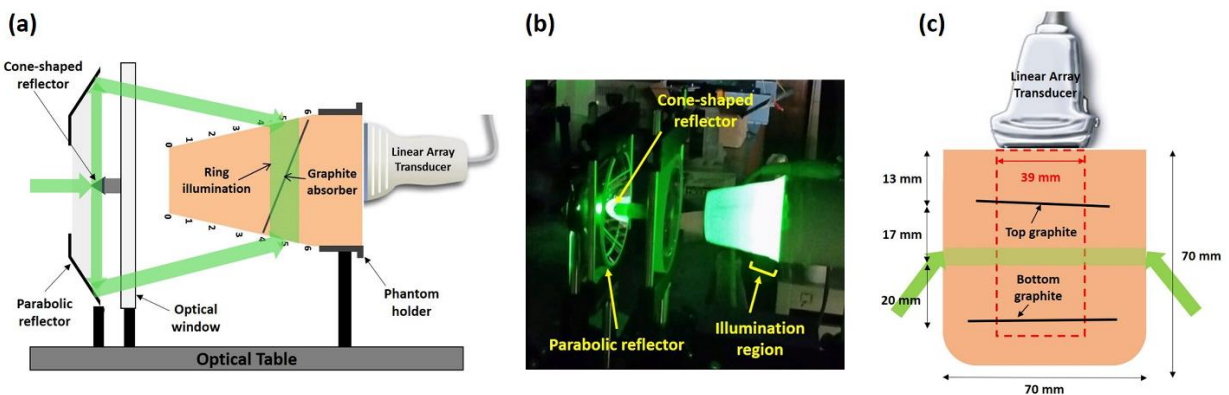 (a)
Cone-shaped
reflector
0
1
2
3
4
5
6
Ring
illumination
Graphite
absorber
Linear Array
Transducer
0
1
2
3
4
5
6
Parabolic
reflector
Optical
window
Phantom
holder
Optical Table
(b)
Cone-shaped
reflector
Parabolic reflector
Illumination
region
(c)
Linear Array
Transducer
13 mm
39 mm
Top graphite
17 mm
70 mm
Bottom
graphite
20 mm
70 mm